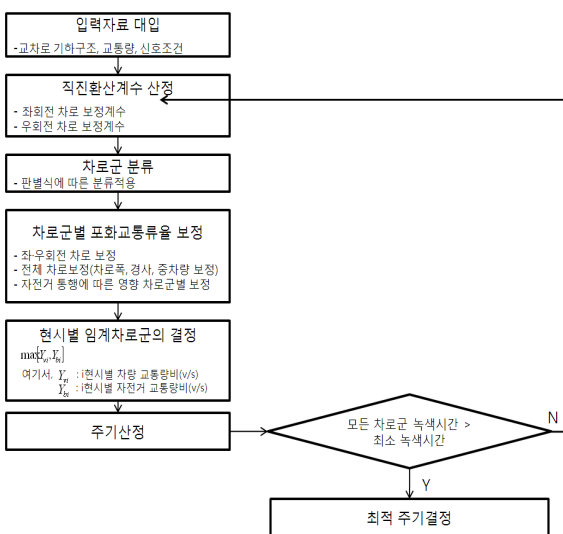 입력자료 대입
-교차로 기하구조, 교통량, 신호조건
직진환산계수 산정
- 좌회전 차로 보정계수
- 우회전 차로 보정계수
차로군 분류
- 판별식에 따른 분류적용
차로군별 포화교통류율 보정
- 좌·우회전 차로 보정
- 전체 차로보정(차로폭, 경사, 중차량 보정)
- 자전거 통행에 따른 영향 차로군별 보정
현시별 임계차로군의 결정
max[Y_vi, Y_bi]
여기서, Y_vi : i현시별 차량 교통량비(v/s)
Y_bi : i현시별 자전거 교통량비(v/s)
주기산정
모든 차로군 녹색시간 >
최소 녹색시간
N
Y
최적 주기결정